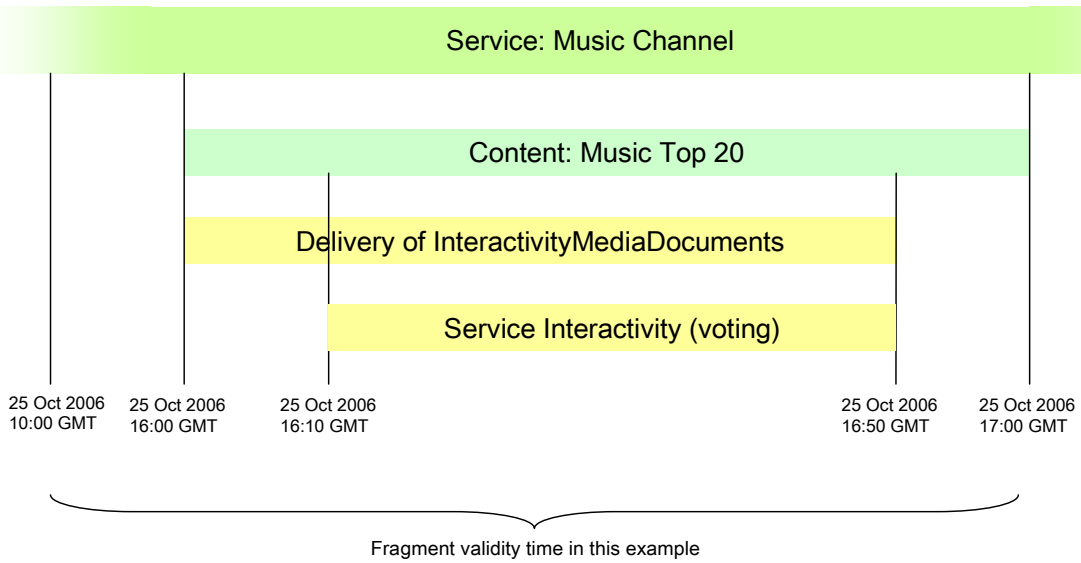 Service: Music Channel
Content: Music Top 20
Delivery of InteractivityMediaDocuments
Service Interactivity (voting)
25 Oct 2006
10:00 GMT
25 Oct 2006
16:00 GMT
25 Oct 2006
16:10 GMT
25 Oct 2006
16:50 GMT
25 Oct 2006
17:00 GMT
Fragment validity time in this example